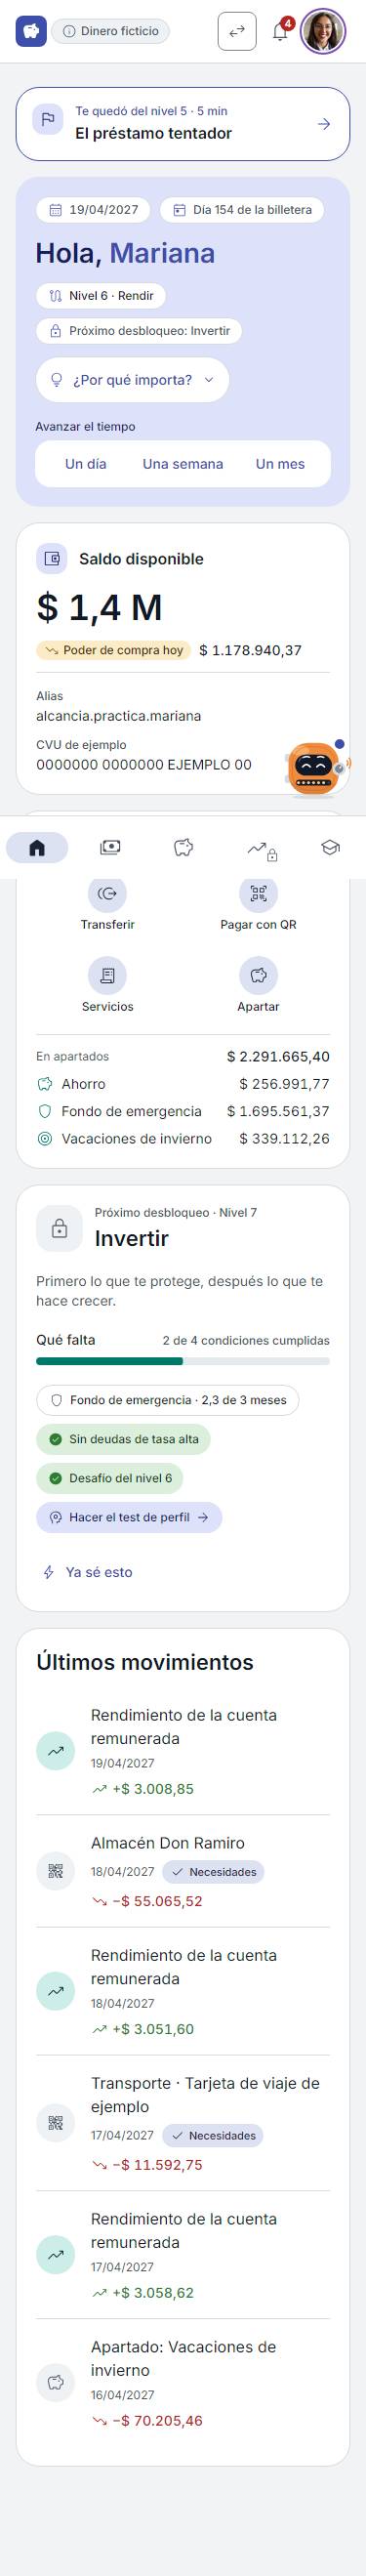 Dinero ficticio
4
Te quedó del nivel 5 · 5 min
El préstamo tentador
19/04/2027
Día 154 de la billetera
Hola, Mariana
Nivel 6 · Rendir
Próximo desbloqueo: Invertir
¿Por qué importa?
Avanzar el tiempo
Un día
Una semana
Un mes
Saldo disponible
$ 1,4 M
Poder de compra hoy
$ 1.178.940,37
Alias
alcancia.practica.mariana
CVU de ejemplo
0000000 0000000 EJEMPLO 00
Transferir
Pagar con QR
Servicios
Apartar
En apartados
$ 2.291.665,40
Ahorro
$ 256.991,77
Fondo de emergencia
$ 1.695.561,37
Vacaciones de invierno
$ 339.112,26
Próximo desbloqueo · Nivel 7
Invertir
Primero lo que te protege, después lo que te
hace crecer.
Qué falta
2 de 4 condiciones cumplidas
Fondo de emergencia · 2,3 de 3 meses
Sin deudas de tasa alta
Desafío del nivel 6
Hacer el test de perfil
Ya sé esto
Últimos movimientos
Rendimiento de la cuenta
remunerada
19/04/2027
+$ 3.008,85
Almacén Don Ramiro
18/04/2027
Necesidades
−$ 55.065,52
Rendimiento de la cuenta
remunerada
18/04/2027
+$ 3.051,60
Transporte · Tarjeta de viaje de
ejemplo
17/04/2027
Necesidades
−$ 11.592,75
Rendimiento de la cuenta
remunerada
17/04/2027
+$ 3.058,62
Apartado: Vacaciones de
invierno
16/04/2027
−$ 70.205,46